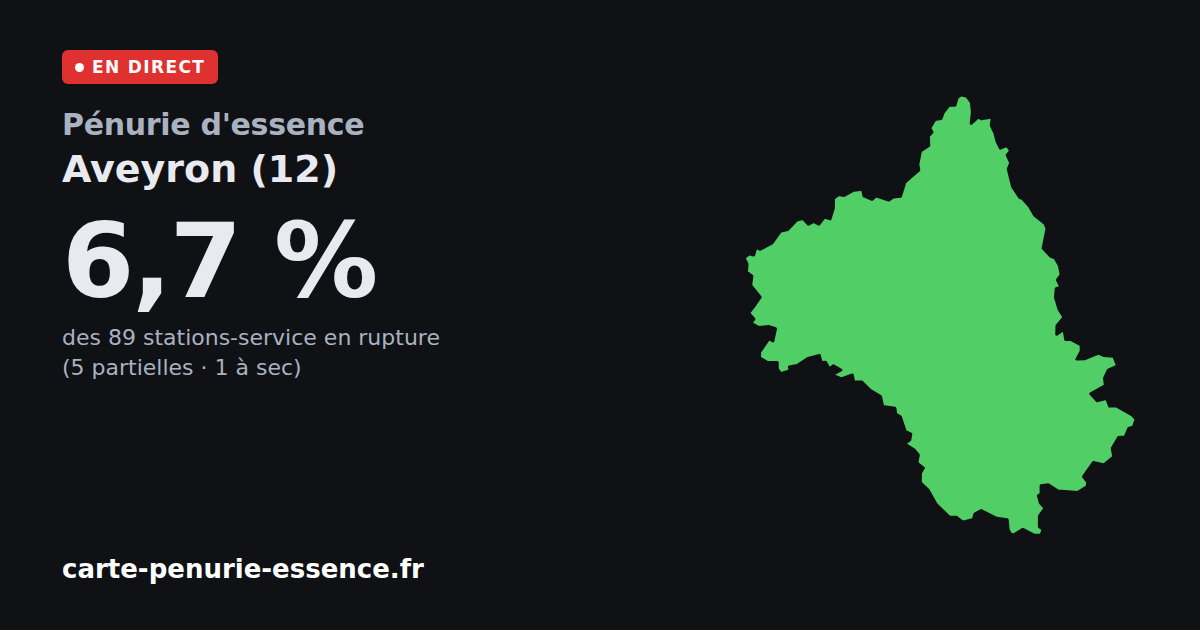 EN DIRECT
Pénurie d'essence
Aveyron (12)
6,7 %
des 89 stations-service en rupture
(5 partielles · 1 à sec)
carte-penurie-essence.fr